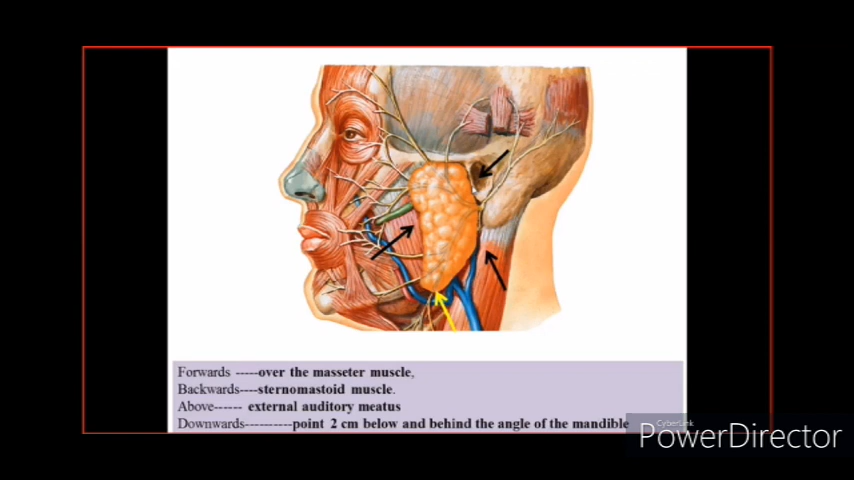 Forwards -----over the masseter muscle,
Backwards----sternomastoid muscle.
Above------ external auditory meatus
Downwards----------point 2 cm below and behind the angle of the mandible
CyberLink
PowerDirector